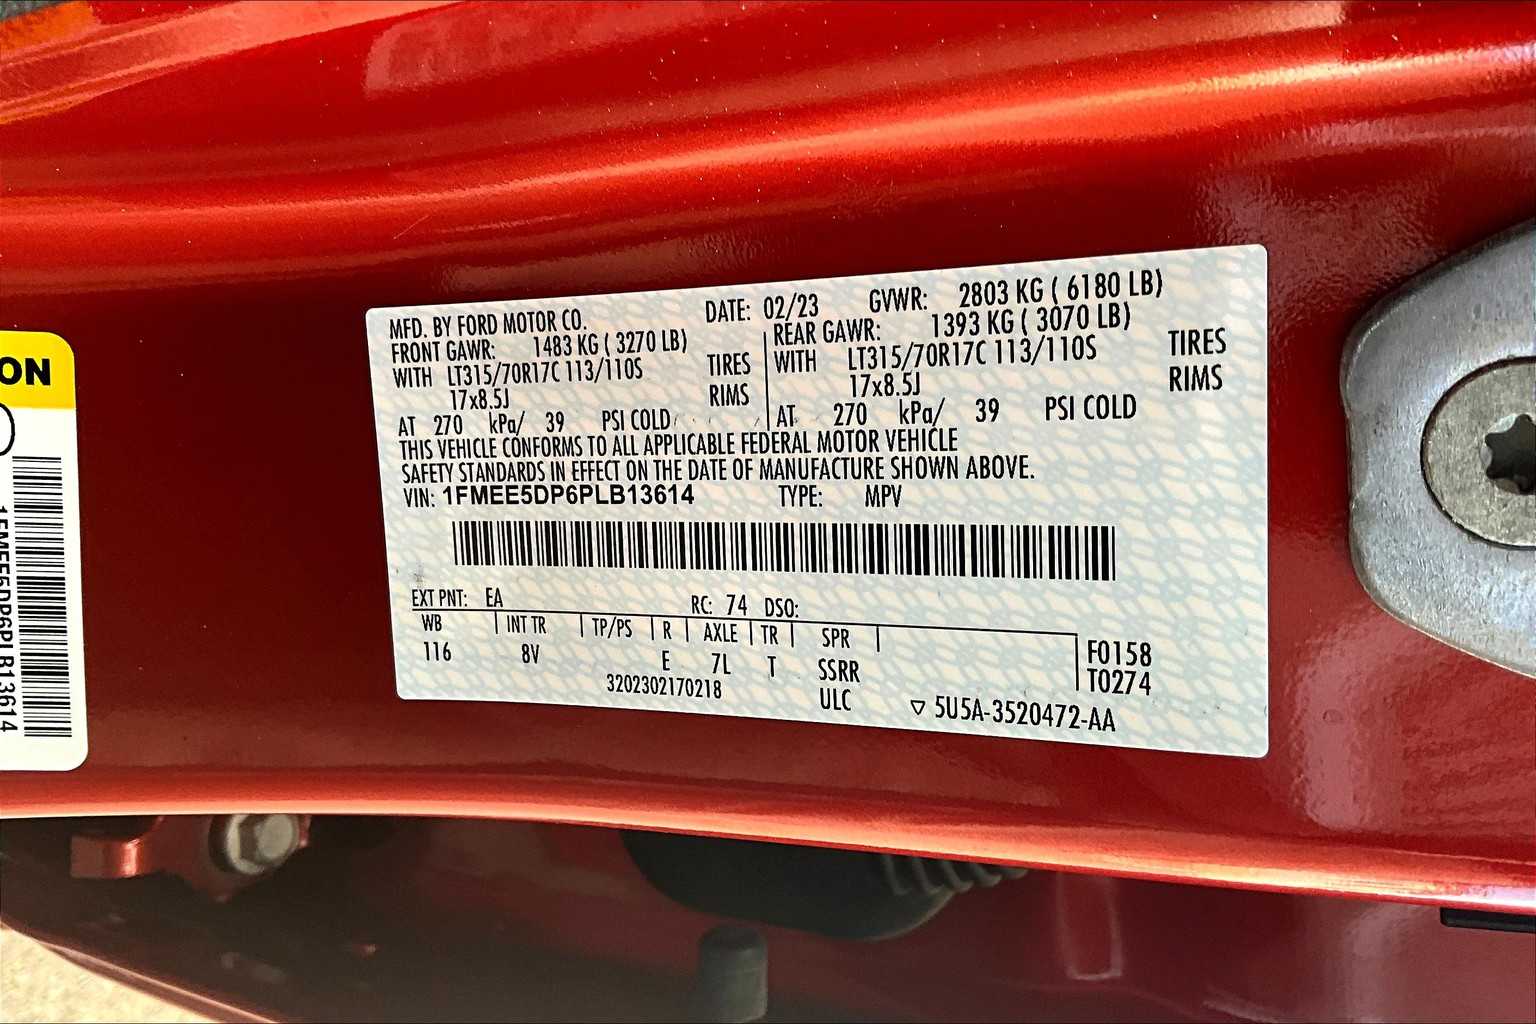 ON
1FMEE5DP6PLB13614
MFD. BY FORD MOTOR CO. DATE: 02/23 GVWR: 2803 KG ( 6180 LB)
FRONT GAWR: 1483 KG ( 3270 LB) REAR GAWR: 1393 KG ( 3070 LB)
WITH LT315/70R17C 113/110S TIRES WITH LT315/70R17C 113/110S TIRES
17x8.5J RIMS 17x8.5J RIMS
AT 270 kPa/ 39 PSI COLD AT 270 kPa/ 39 PSI COLD
THIS VEHICLE CONFORMS TO ALL APPLICABLE FEDERAL MOTOR VEHICLE
SAFETY STANDARDS IN EFFECT ON THE DATE OF MANUFACTURE SHOWN ABOVE.
VIN: 1FMEE5DP6PLB13614 TYPE: MPV
EXT PNT: EA RC: 74 DSO:
WB INT TR TP/PS R AXLE TR SPR
116 8V E 7L T SSRR F0158
3202302170218 ULC T0274
▽ 5U5A-3520472-AA